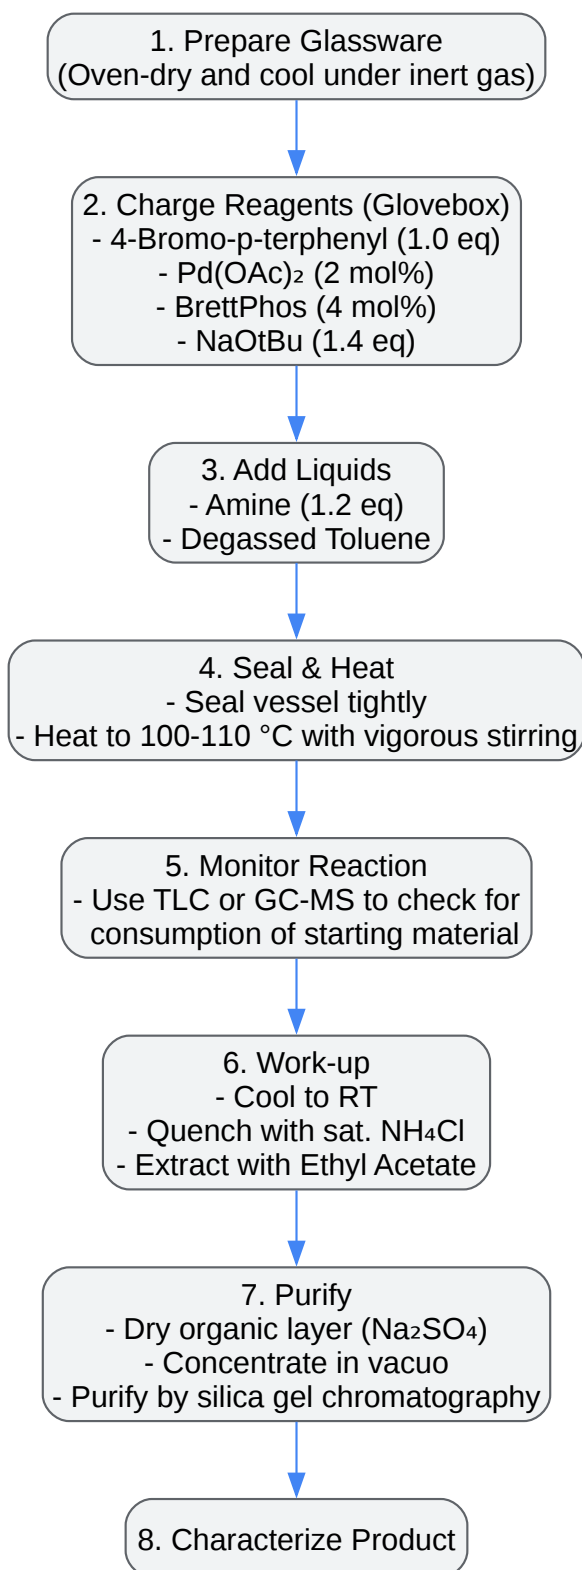 1. Prepare Glassware
(Oven-dry and cool under inert gas)
2. Charge Reagents (Glovebox)
- 4-Bromo-p-terphenyl (1.0 eq)
- Pd(OAc)₂ (2 mol%)
- BrettPhos (4 mol%)
- NaOtBu (1.4 eq)
3. Add Liquids
- Amine (1.2 eq)
- Degassed Toluene
4. Seal & Heat
- Seal vessel tightly
- Heat to 100-110 °C with vigorous stirring
5. Monitor Reaction
- Use TLC or GC-MS to check for
consumption of starting material
6. Work-up
- Cool to RT
- Quench with sat. NH₄Cl
- Extract with Ethyl Acetate
7. Purify
- Dry organic layer (Na₂SO₄)
- Concentrate in vacuo
- Purify by silica gel chromatography
8. Characterize Product